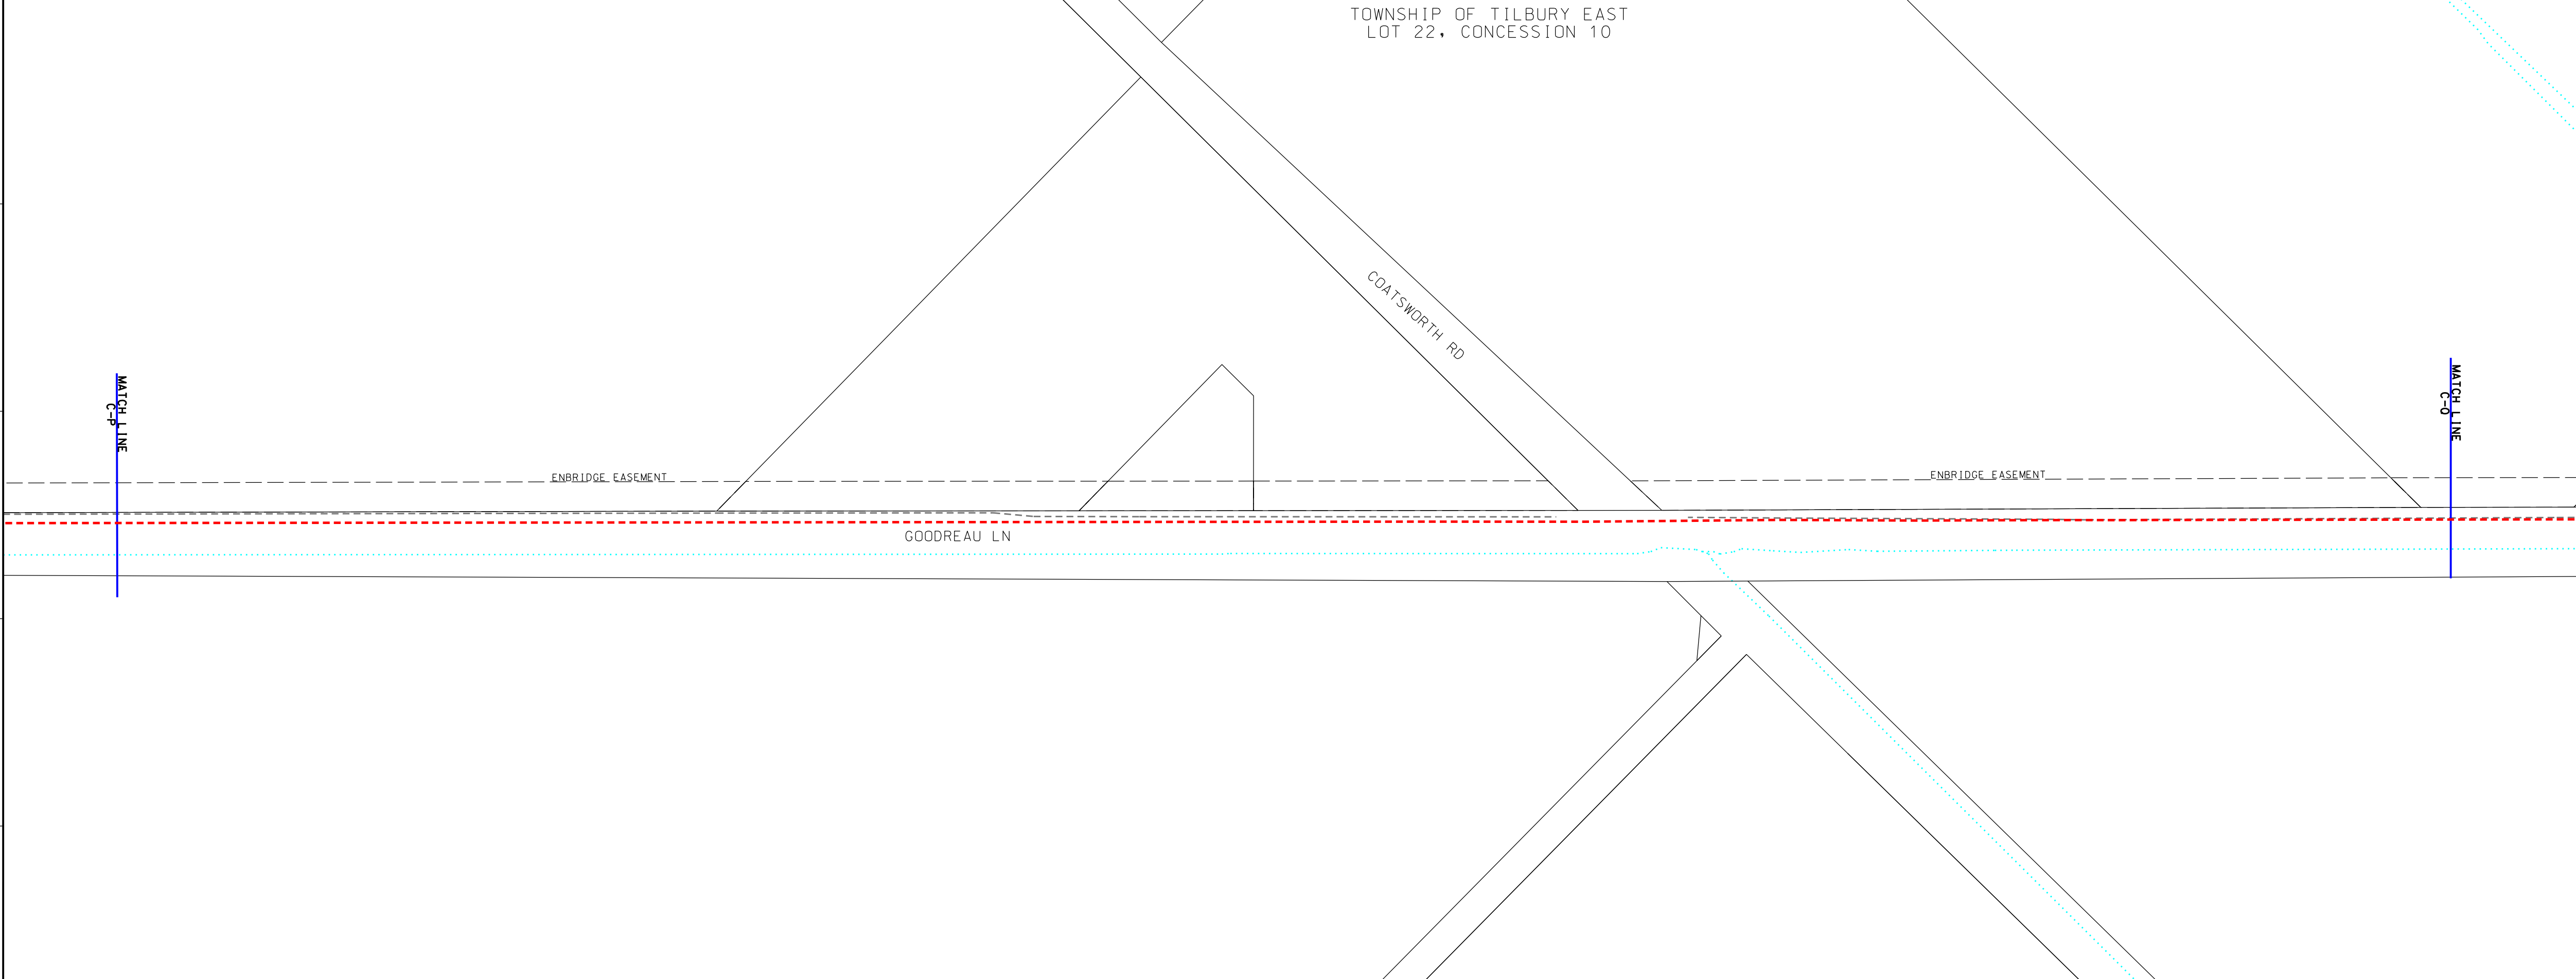 TOWNSHIP OF TILBURY EAST
LOT 22, CONCESSION 10
COATSWORTH RD
MATCH LINE
C-P
MATCH LINE
C-O
ENBRIDGE EASEMENT
ENBRIDGE EASEMENT
GOODREAU LN